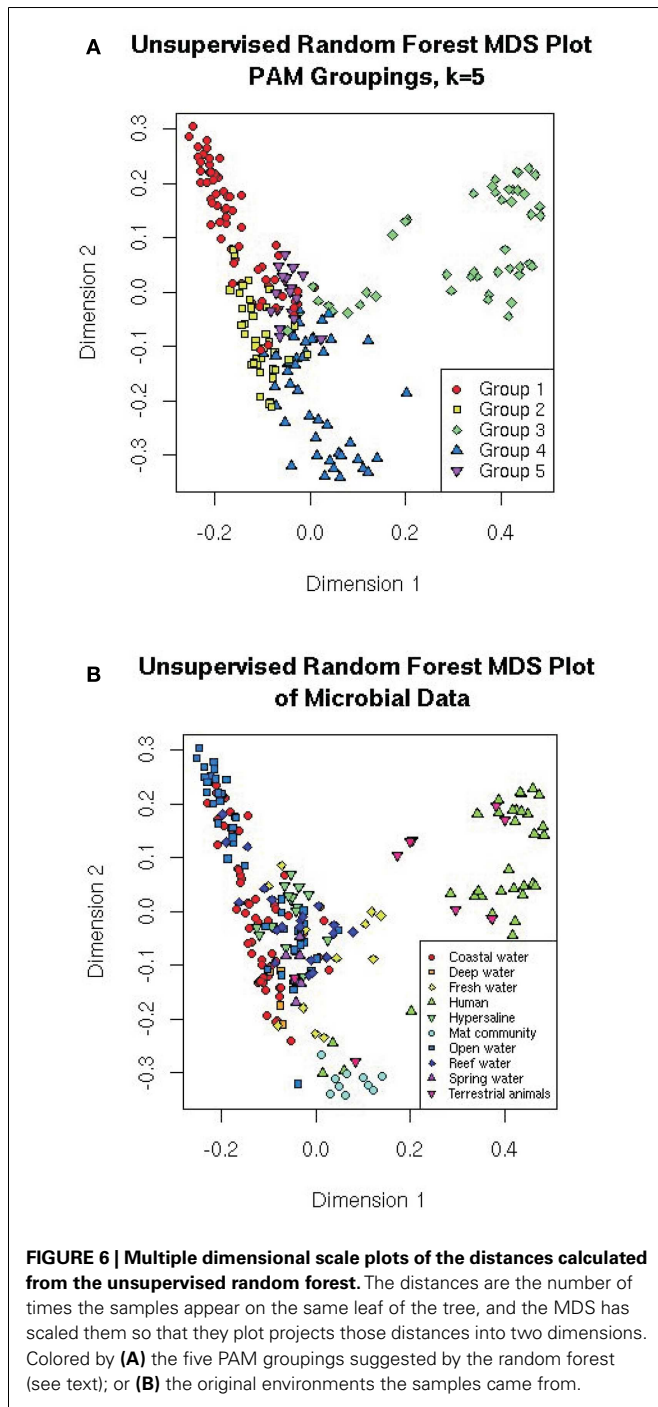 A
Unsupervised Random Forest MDS Plot
PAM Groupings, k=5
0.3
0.2
0.1
0.0
-0.1
-0.2
-0.3
Dimension 2
-0.2
0.0
0.2
0.4
Dimension 1
Group 1
Group 2
Group 3
Group 4
Group 5
B
Unsupervised Random Forest MDS Plot
of Microbial Data
0.3
0.2
0.1
0.0
-0.1
-0.2
-0.3
Dimension 2
-0.2
0.0
0.2
0.4
Dimension 1
Coastal water
Deep water
Fresh water
Human
Hypersaline
Mat community
Open water
Reef water
Spring water
Terrestrial animals
FIGURE 6 | Multiple dimensional scale plots of the distances calculated
from the unsupervised random forest. The distances are the number of
times the samples appear on the same leaf of the tree, and the MDS has
scaled them so that they plot projects those distances into two dimensions.
Colored by (A) the five PAM groupings suggested by the random forest
(see text); or (B) the original environments the samples came from.